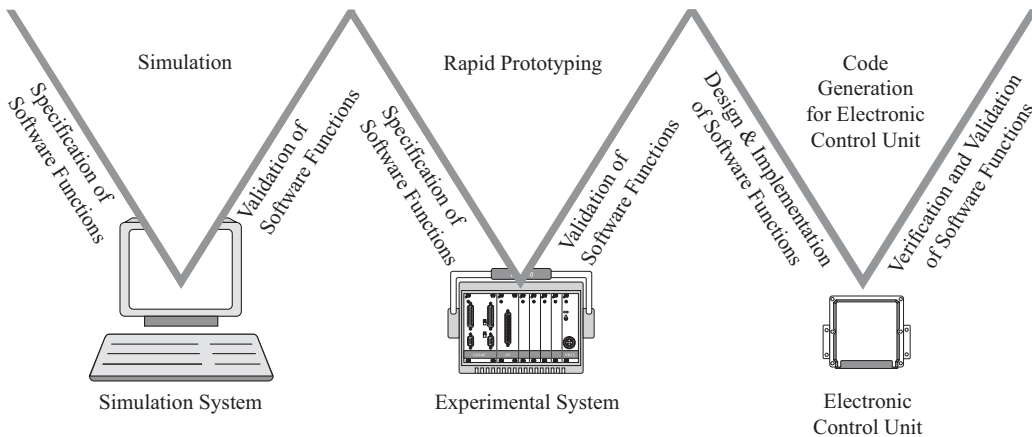 Simulation
Specification of
Software Functions
Validation of
Software Functions
Simulation System
Rapid Prototyping
Specification of
Software Functions
Validation of
Software Functions
Experimental System
Code
Generation
for Electronic
Control Unit
Design & Implementation
of Software Functions
Verification and Validation
of Software Functions
Electronic
Control Unit